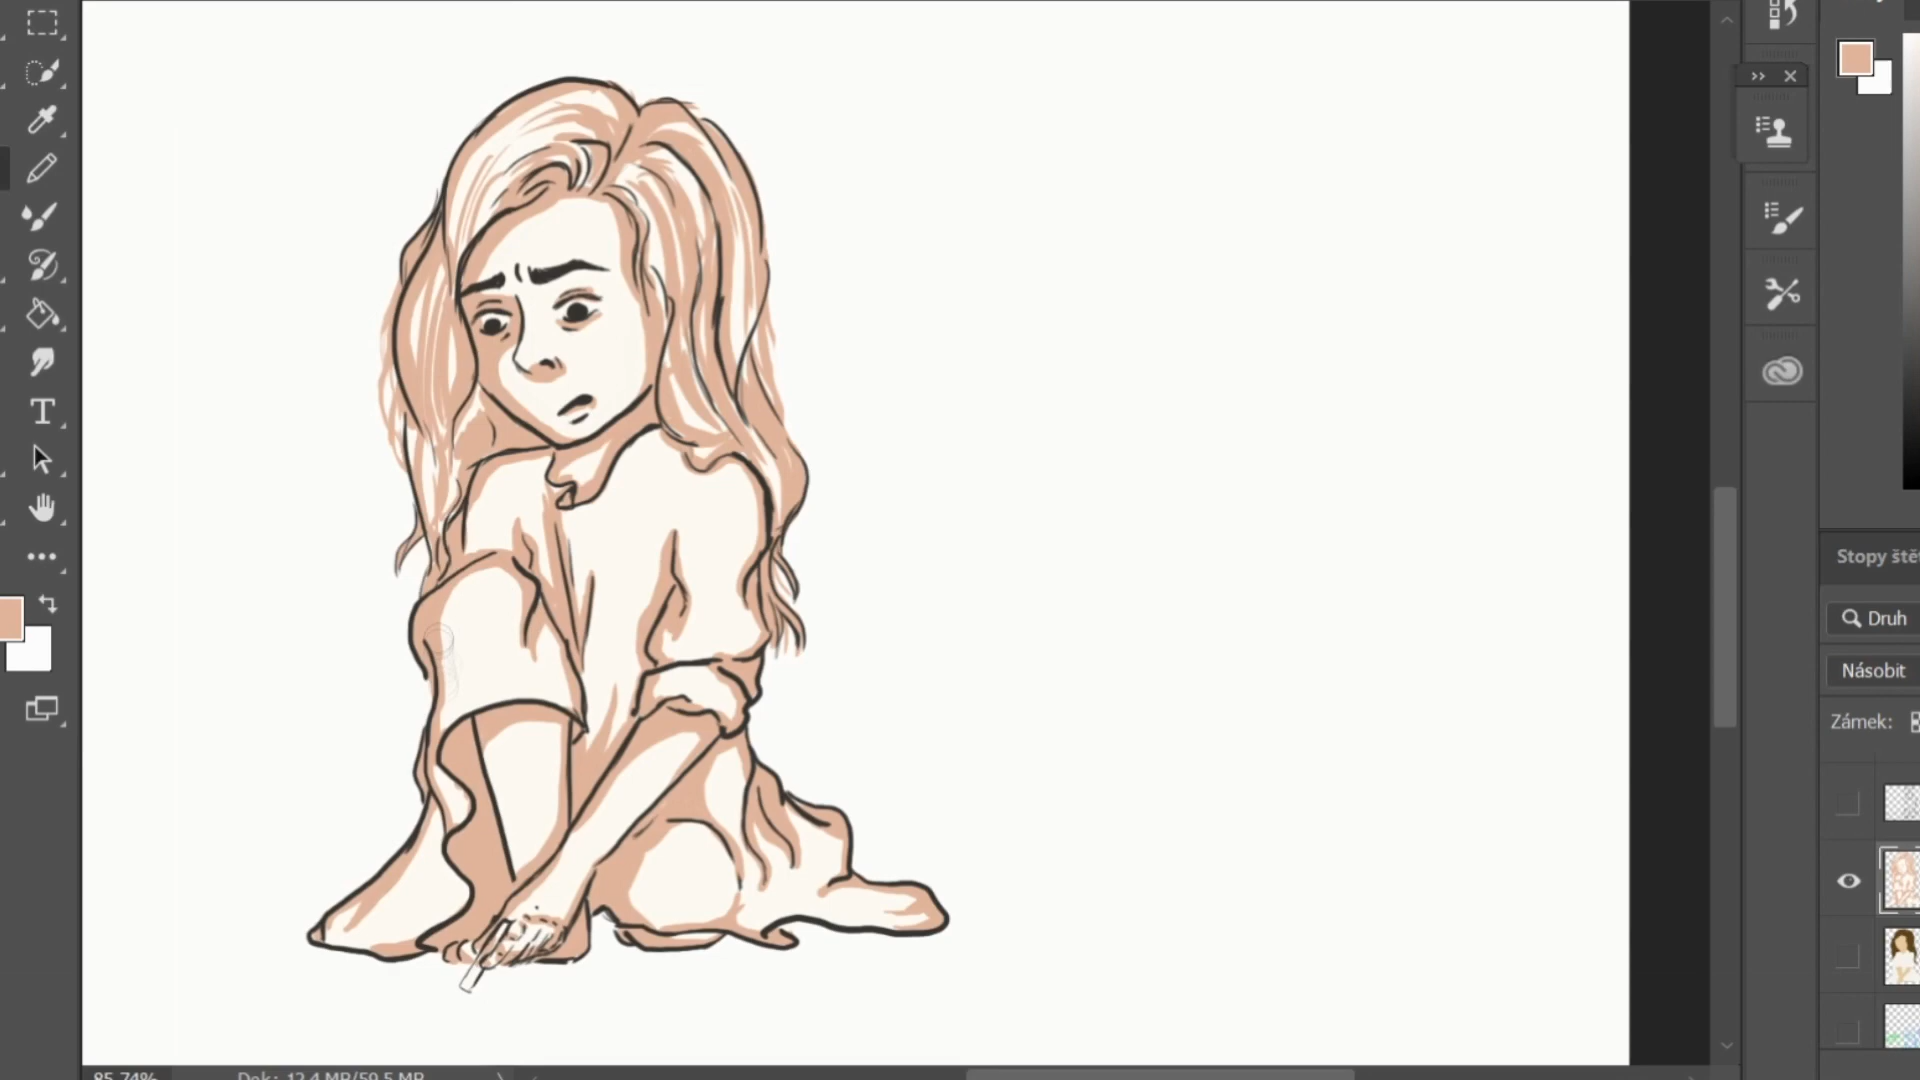 Stopy ště
Druh
Násobit
Zámek:
85,74%
Dok: 12,4 MB/59,5 MB